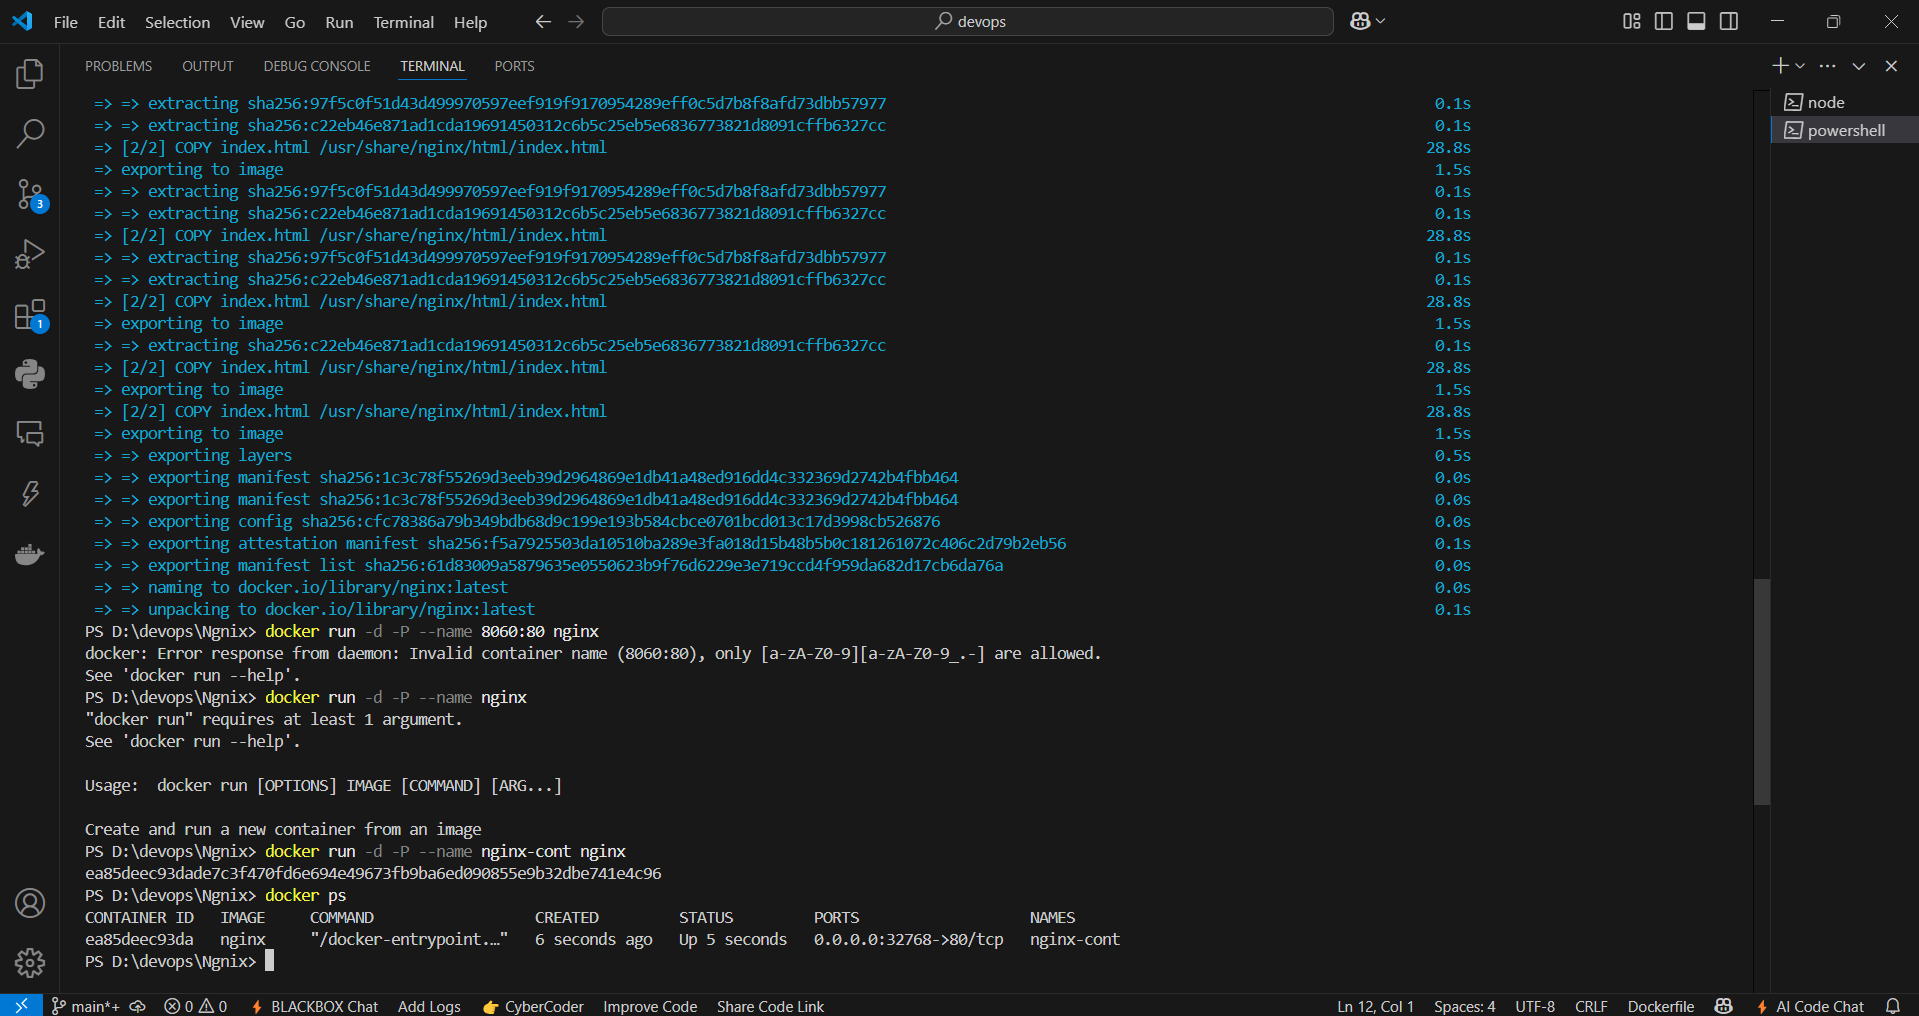 File Edit Selection View Go Run Terminal Help
devops
PROBLEMS OUTPUT DEBUG CONSOLE TERMINAL PORTS
node
powershell
=> => extracting sha256:97f5c0f51d43d499970597eef919f9170954289eff0c5d7b8f8afd73dbb57977 0.1s
=> => extracting sha256:c22eb46e871ad1cda19691450312c6b5c25eb5e6836773821d8091cffb6327cc 0.1s
=> [2/2] COPY index.html /usr/share/nginx/html/index.html 28.8s
=> exporting to image 1.5s
=> => extracting sha256:97f5c0f51d43d499970597eef919f9170954289eff0c5d7b8f8afd73dbb57977 0.1s
=> => extracting sha256:c22eb46e871ad1cda19691450312c6b5c25eb5e6836773821d8091cffb6327cc 0.1s
=> [2/2] COPY index.html /usr/share/nginx/html/index.html 28.8s
=> => extracting sha256:97f5c0f51d43d499970597eef919f9170954289eff0c5d7b8f8afd73dbb57977 0.1s
=> => extracting sha256:c22eb46e871ad1cda19691450312c6b5c25eb5e6836773821d8091cffb6327cc 0.1s
=> [2/2] COPY index.html /usr/share/nginx/html/index.html 28.8s
=> exporting to image 1.5s
=> => extracting sha256:c22eb46e871ad1cda19691450312c6b5c25eb5e6836773821d8091cffb6327cc 0.1s
=> [2/2] COPY index.html /usr/share/nginx/html/index.html 28.8s
=> exporting to image 1.5s
=> [2/2] COPY index.html /usr/share/nginx/html/index.html 28.8s
=> exporting to image 1.5s
=> => exporting layers 0.5s
=> => exporting manifest sha256:1c3c78f55269d3eeb39d2964869e1db41a48ed916dd4c332369d2742b4fbb464 0.0s
=> => exporting manifest sha256:1c3c78f55269d3eeb39d2964869e1db41a48ed916dd4c332369d2742b4fbb464 0.0s
=> => exporting config sha256:cfc78386a79b349bdb68d9c199e193b584cbce0701bcd013c17d3998cb526876 0.0s
=> => exporting attestation manifest sha256:f5a7925503da10510ba289e3fa018d15b48b5b0c181261072c406c2d79b2eb56 0.1s
=> => exporting manifest list sha256:61d83009a5879635e0550623b9f76d6229e3e719ccd4f959da682d17cb6da76a 0.0s
=> => naming to docker.io/library/nginx:latest 0.0s
=> => unpacking to docker.io/library/nginx:latest 0.1s
PS D:\devops\Ngnix> docker run -d -P --name 8060:80 nginx
docker: Error response from daemon: Invalid container name (8060:80), only [a-zA-Z0-9][a-zA-Z0-9_.-] are allowed.
See 'docker run --help'.
PS D:\devops\Ngnix> docker run -d -P --name nginx
"docker run" requires at least 1 argument.
See 'docker run --help'.
Usage:  docker run [OPTIONS] IMAGE [COMMAND] [ARG...]
Create and run a new container from an image
PS D:\devops\Ngnix> docker run -d -P --name nginx-cont nginx
ea85deec93dade7c3f470fd6e694e49673fb9ba6ed090855e9b32dbe741e4c96
PS D:\devops\Ngnix> docker ps
CONTAINER ID IMAGE COMMAND CREATED STATUS PORTS NAMES
ea85deec93da nginx "/docker-entrypoint.…" 6 seconds ago Up 5 seconds 0.0.0.0:32768->80/tcp nginx-cont
PS D:\devops\Ngnix>
3
1
main*+ 0 0 BLACKBOX Chat Add Logs CyberCoder Improve Code Share Code Link Ln 12, Col 1 Spaces: 4 UTF-8 CRLF Dockerfile AI Code Chat